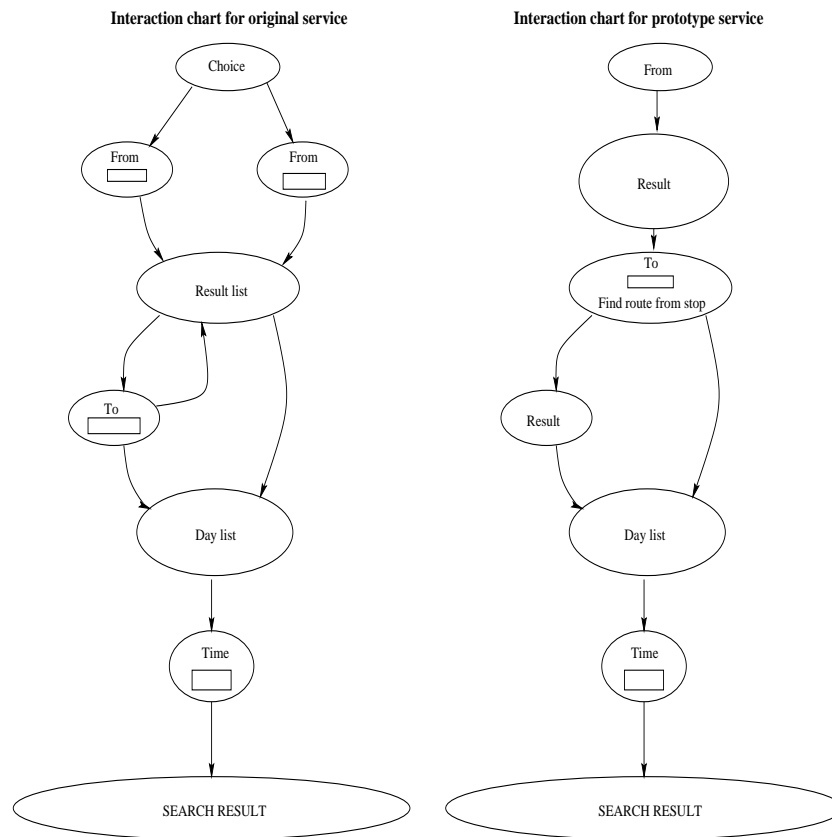 Interaction chart for original service
Choice
From
From
Result list
To
Day list
Time
SEARCH RESULT
Interaction chart for prototype service
From
Result
To
Find route from stop
Result
Day list
Time
SEARCH RESULT